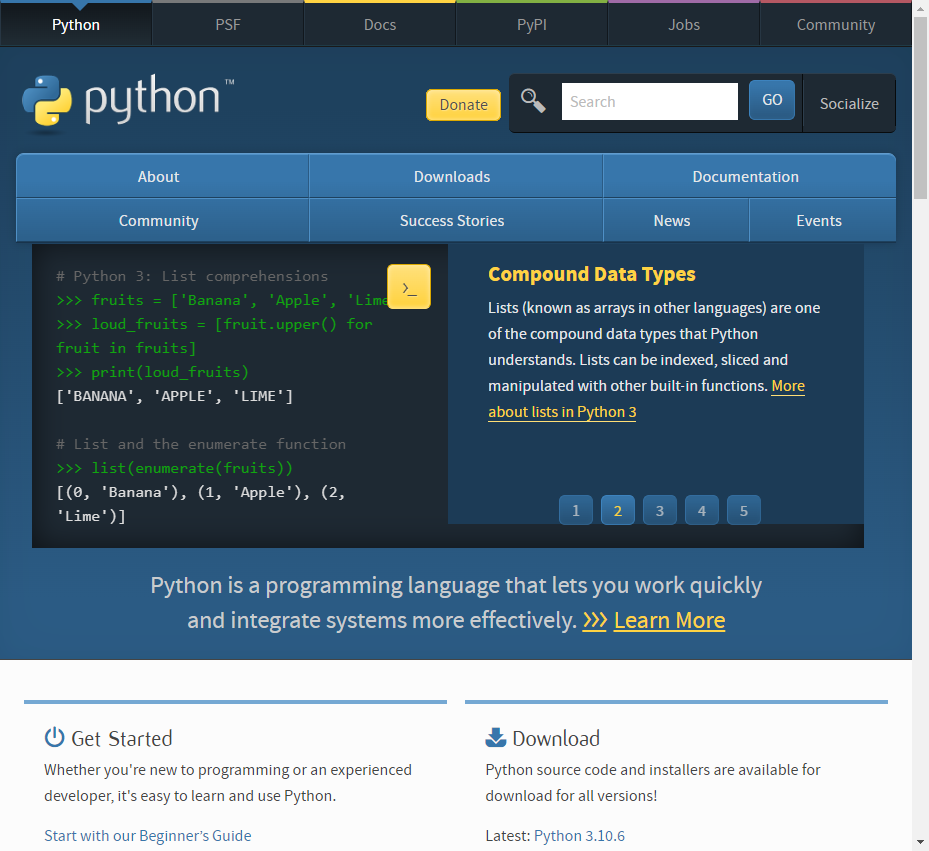 Python PSF Docs PyPI Jobs Community
python™ Donate Search GO Socialize
About Downloads Documentation
Community Success Stories News Events
# Python 3: List comprehensions
>>> fruits = ['Banana', 'Apple', 'Lime
>>> loud_fruits = [fruit.upper() for
fruit in fruits]
>>> print(loud_fruits)
['BANANA', 'APPLE', 'LIME']
# List and the enumerate function
>>> list(enumerate(fruits))
[(0, 'Banana'), (1, 'Apple'), (2,
'Lime')]
>_
Compound Data Types
Lists (known as arrays in other languages) are one
of the compound data types that Python
understands. Lists can be indexed, sliced and
manipulated with other built-in functions. More
about lists in Python 3
1 2 3 4 5
Python is a programming language that lets you work quickly
and integrate systems more effectively. >>> Learn More
Get Started
Whether you're new to programming or an experienced
developer, it's easy to learn and use Python.
Start with our Beginner’s Guide
Download
Python source code and installers are available for
download for all versions!
Latest: Python 3.10.6